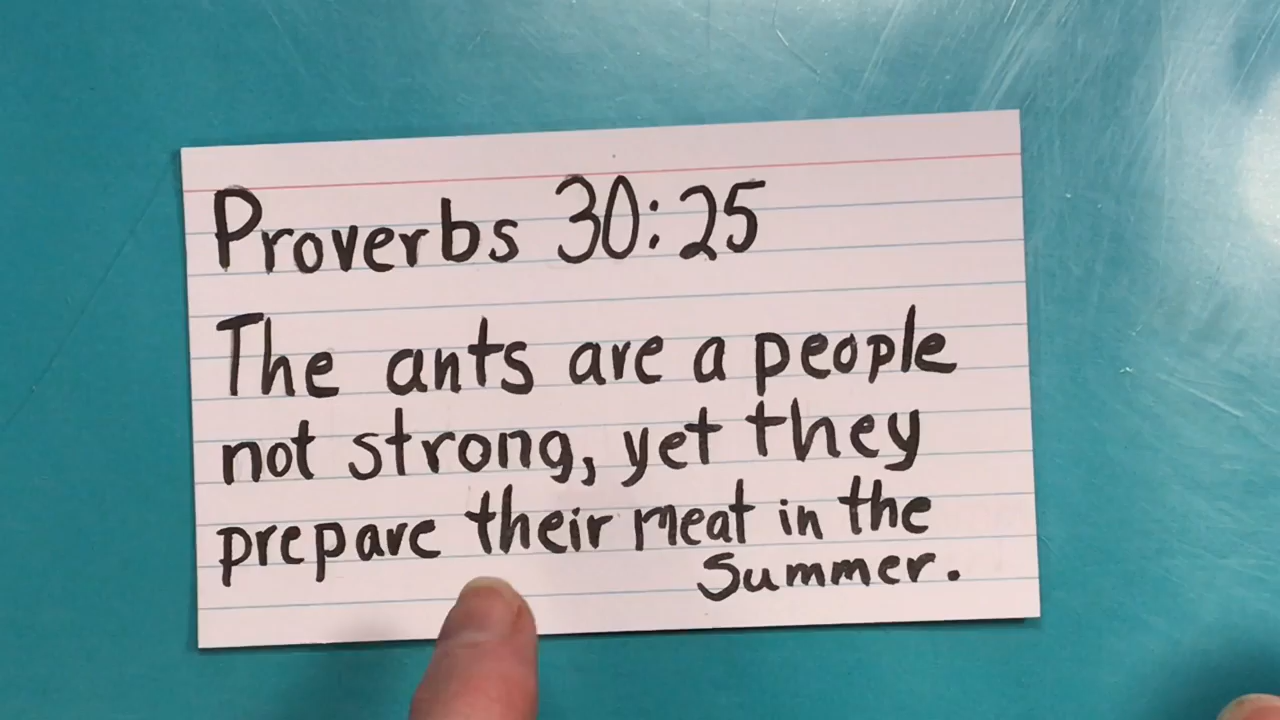 Proverbs 30:25
The ants are a people
not strong, yet they
prepare their meat in the
Summer.